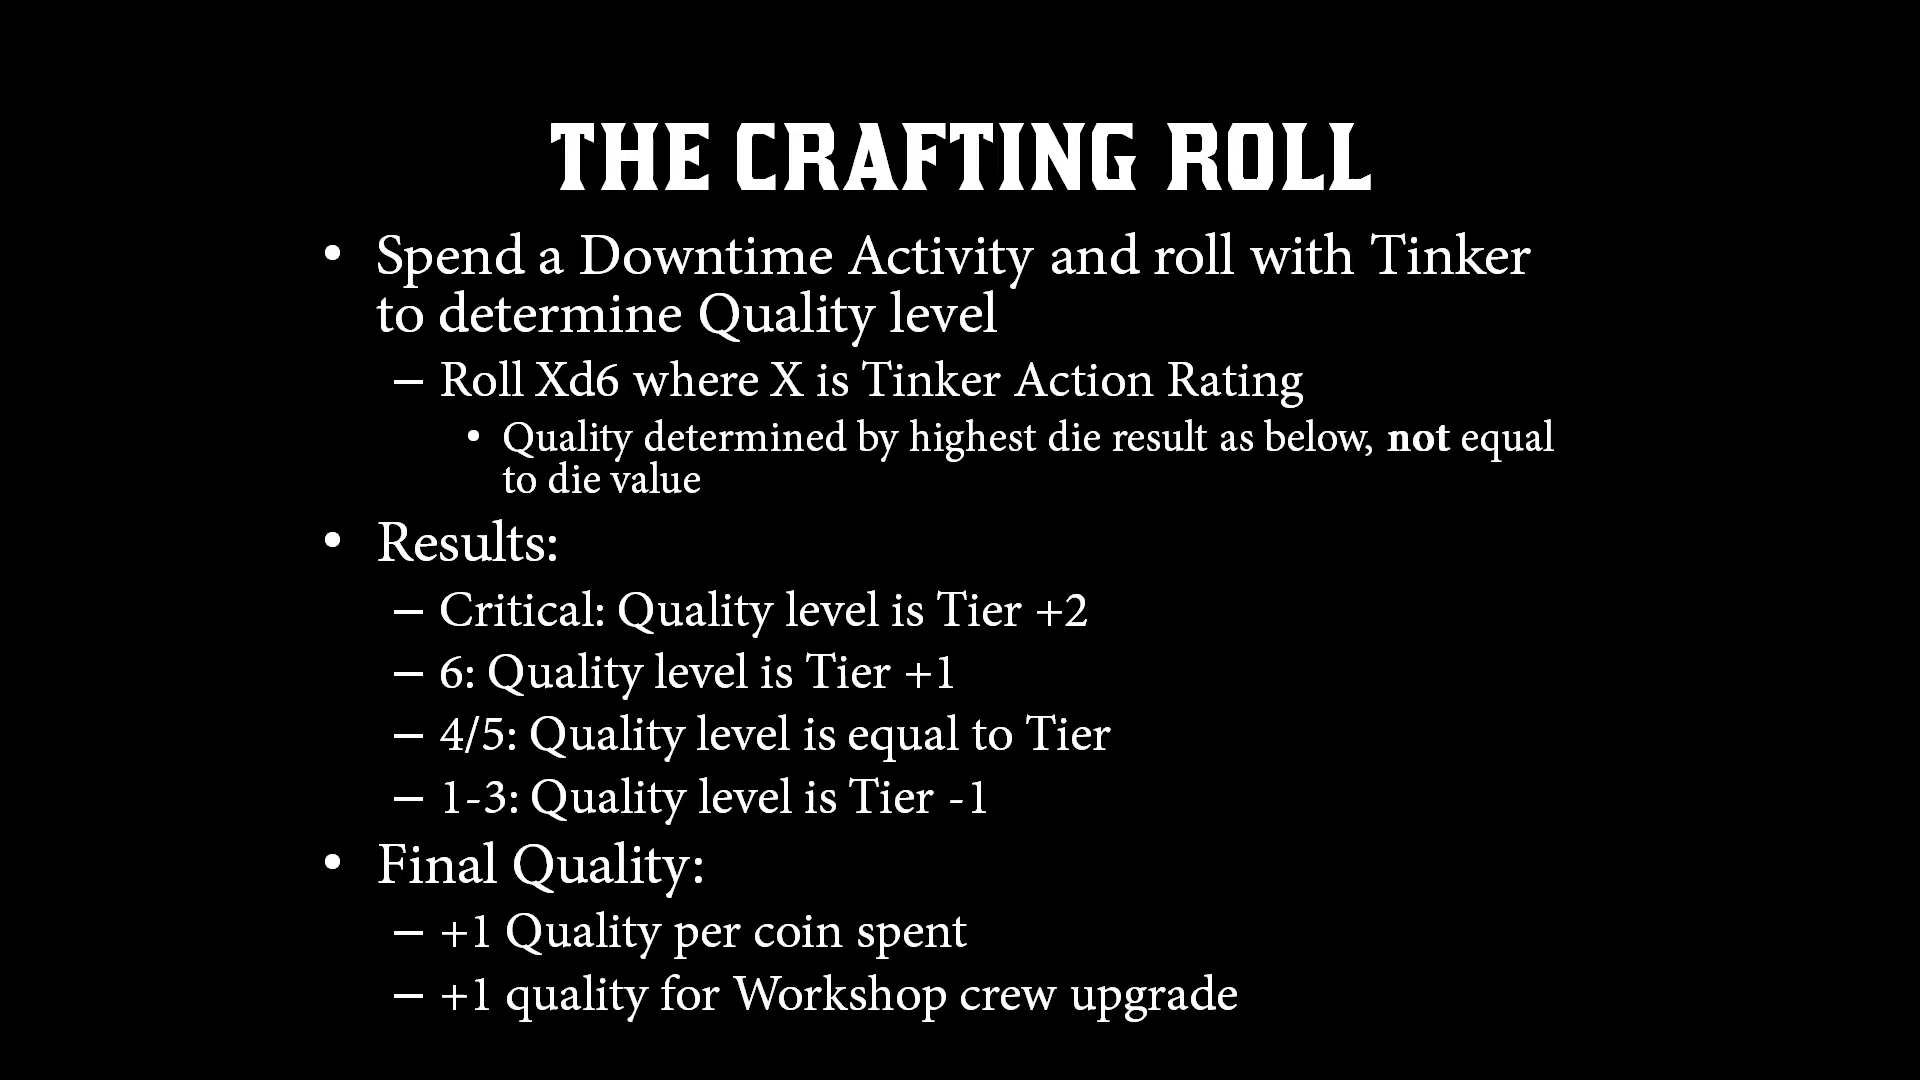 THE CRAFTING ROLL
• Spend a Downtime Activity and roll with Tinker
to determine Quality level
– Roll Xd6 where X is Tinker Action Rating
• Quality determined by highest die result as below, not equal
to die value
• Results:
– Critical: Quality level is Tier +2
– 6: Quality level is Tier +1
– 4/5: Quality level is equal to Tier
– 1-3: Quality level is Tier -1
• Final Quality:
– +1 Quality per coin spent
– +1 quality for Workshop crew upgrade